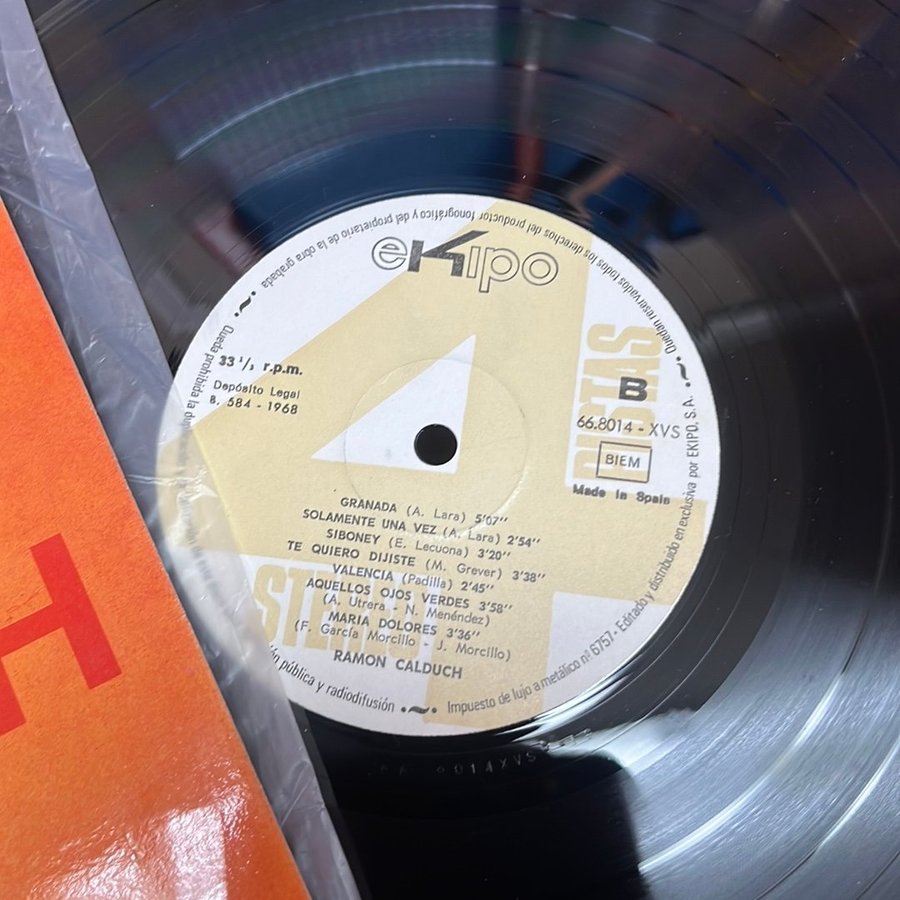 ekipo
Quedan reservados todos los derechos del productor fonográfico y del propietario de la obra grabada
Queda prohibida la
ión pública y radiodifusión
33 1/3 r.p.m.
Depósito Legal
B. 584 - 1968
4
PISTAS
B
66.8014 - XVS
BIEM
Made in Spain
STEREO
GRANADA (A. Lara) 5'07''
SOLAMENTE UNA VEZ (A. Lara) 2'54''
SIBONEY (E. Lecuona) 3'20''
TE QUIERO DIJISTE (M. Grever) 3'38''
VALENCIA (Padilla) 2'45''
AQUELLOS OJOS VERDES 3'58''
(A. Utrera - N. Menéndez)
MARIA DOLORES 3'36''
(F. García Morcillo - J. Morcillo)
RAMON CALDUCH
Impuesto de lujo a metálico nº 6757 - Editado y distribuido en exclusiva por EKIPO, S.A.
8014XVS
H